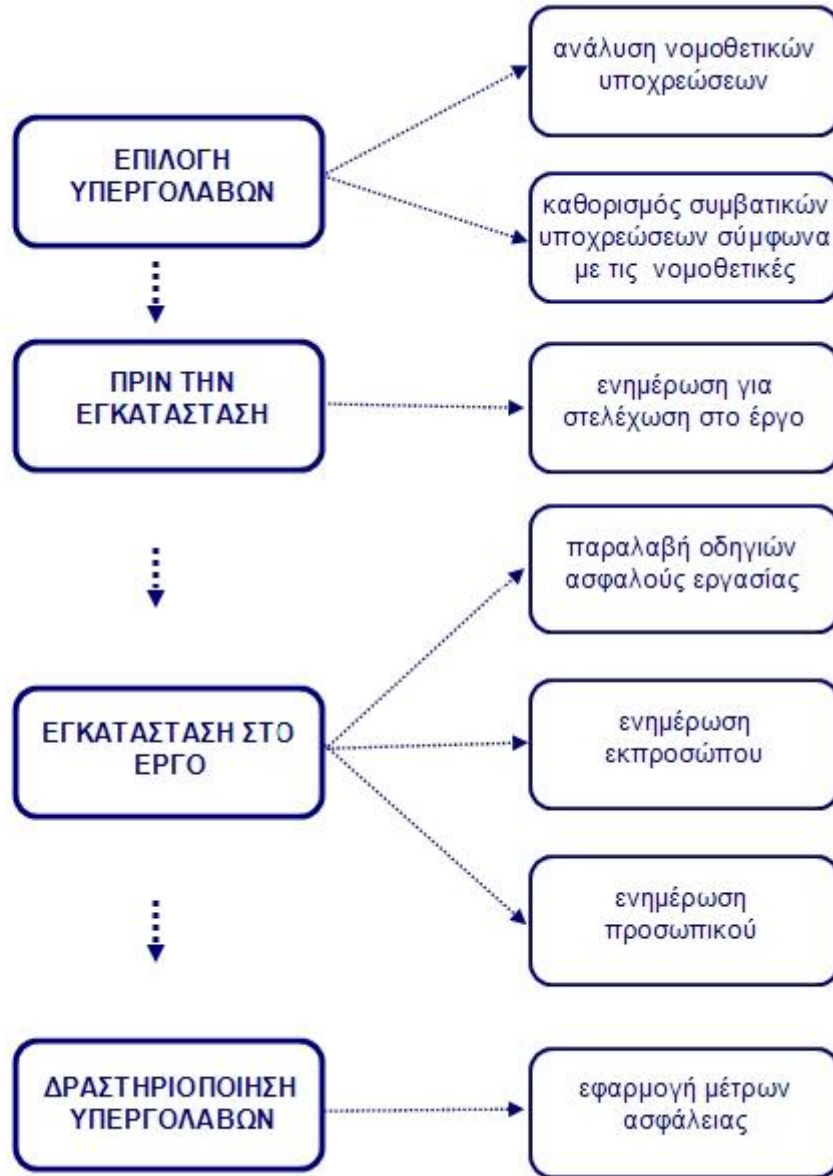 ανάλυση νομοθετικών
υποχρεώσεων
ΕΠΙΛΟΓΗ
ΥΠΕΡΓΟΛΑΒΩΝ
καθορισμός συμβατικών
υποχρεώσεων σύμφωνα
με τις νομοθετικές
ΠΡΙΝ ΤΗΝ
ΕΓΚΑΤΑΣΤΑΣΗ
ενημέρωση για
στελέχωση στο έργο
παραλαβή οδηγιών
ασφαλούς εργασίας
ΕΓΚΑΤΑΣΤΑΣΗ ΣΤΟ
ΕΡΓΟ
ενημέρωση
εκπροσώπου
ενημέρωση
προσωπικού
ΔΡΑΣΤΗΡΙΟΠΟΙΗΣΗ
ΥΠΕΡΓΟΛΑΒΩΝ
εφαρμογή μέτρων
ασφάλειας